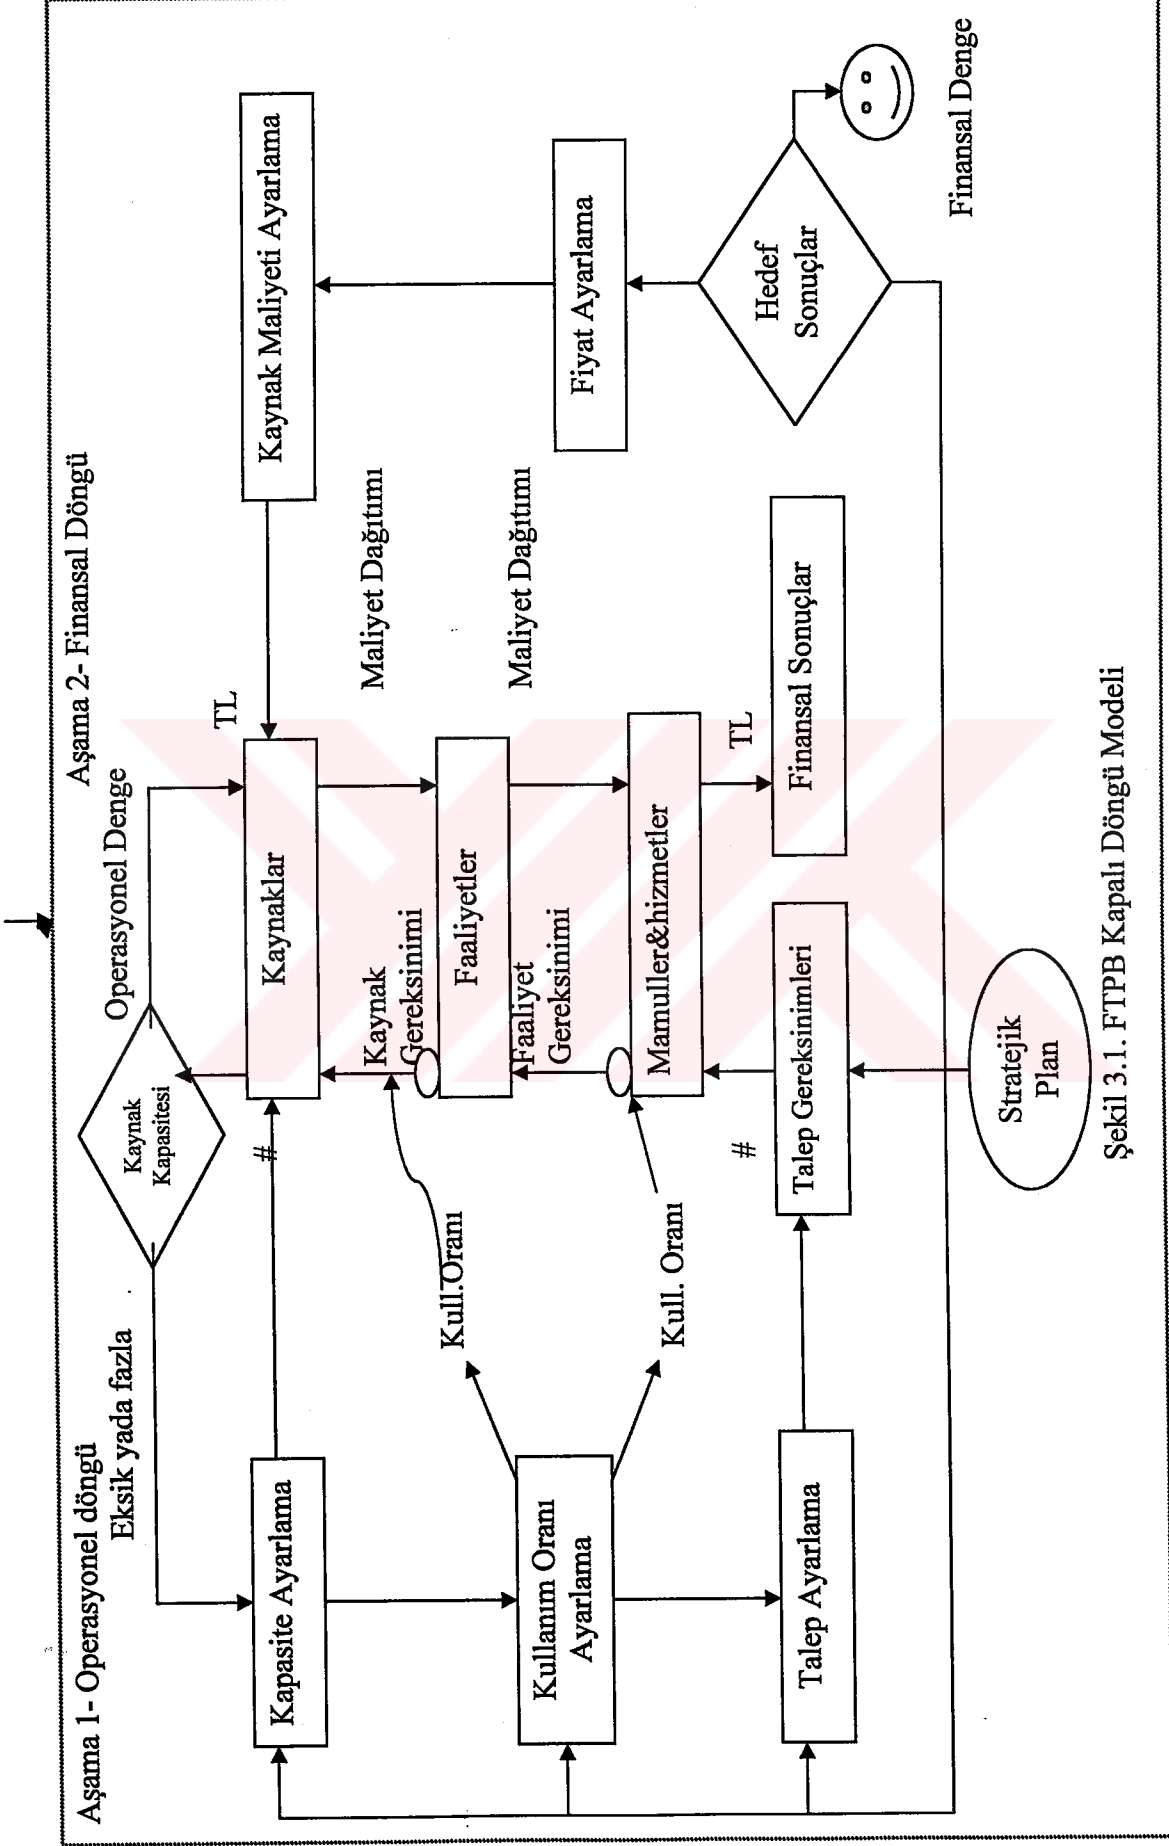 Aşama 1- Operasyonel döngü
Eksik yada fazla
Kapasite Ayarlama
Kullanım Oranı
Ayarlama
Talep Ayarlama
Kull.Oranı
Kull. Oranı
Kaynak
Kapasitesi
Operasyonel Denge
#
Kaynaklar
Kaynak
Gereksinimi
Faaliyetler
Faaliyet
Gereksinimi
Mamuller&hizmetler
#
Talep Gereksinimleri
Stratejik
Plan
Aşama 2- Finansal Döngü
TL
Maliyet Dağıtımı
Maliyet Dağıtımı
TL
Finansal Sonuçlar
Kaynak Maliyeti Ayarlama
Fiyat Ayarlama
Hedef
Sonuçlar
Finansal Denge
Şekil 3.1. FTPB Kapalı Döngü Modeli